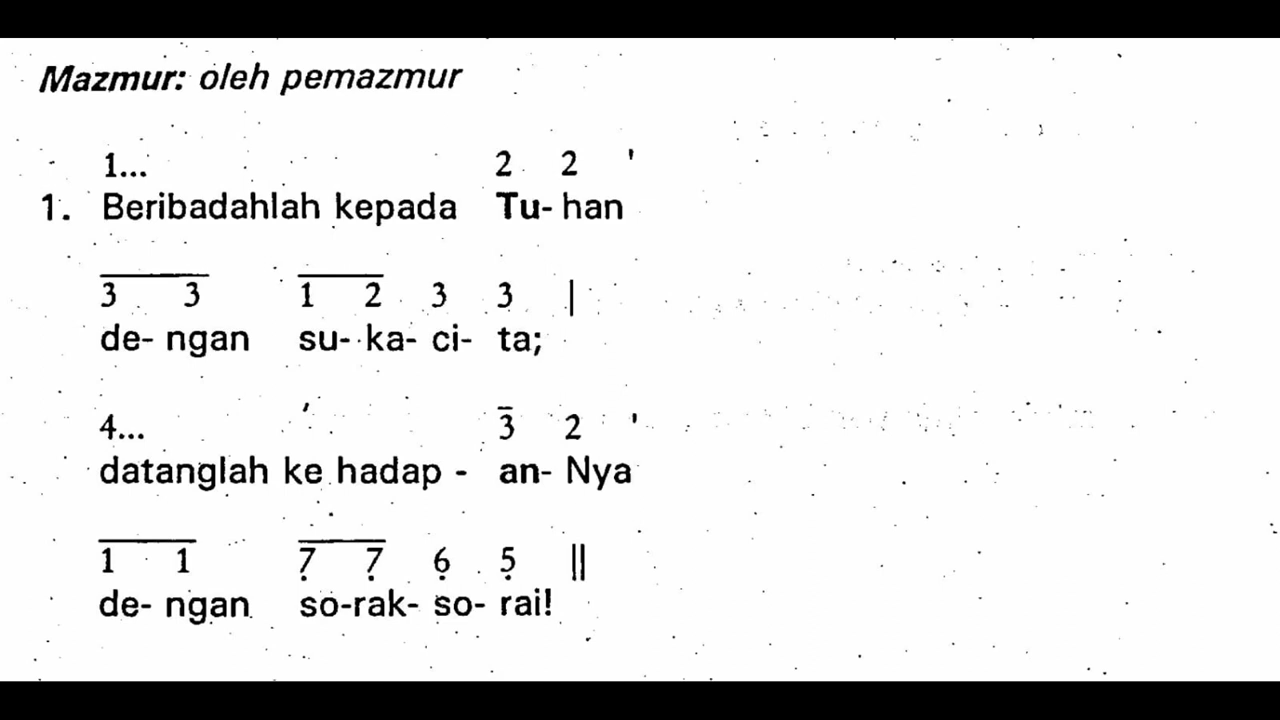 Mazmur: oleh pemazmur
1... 2 2 '
1. Beribadahlah kepada Tu- han
3 3 1 2 3 3 |
de- ngan su- ka- ci- ta;
4... 3 2 '
datanglah ke hadap - an- Nya
1 1 7̣ 7̣ 6̣ 5̣ ||
de- ngan so-rak- so- rai!